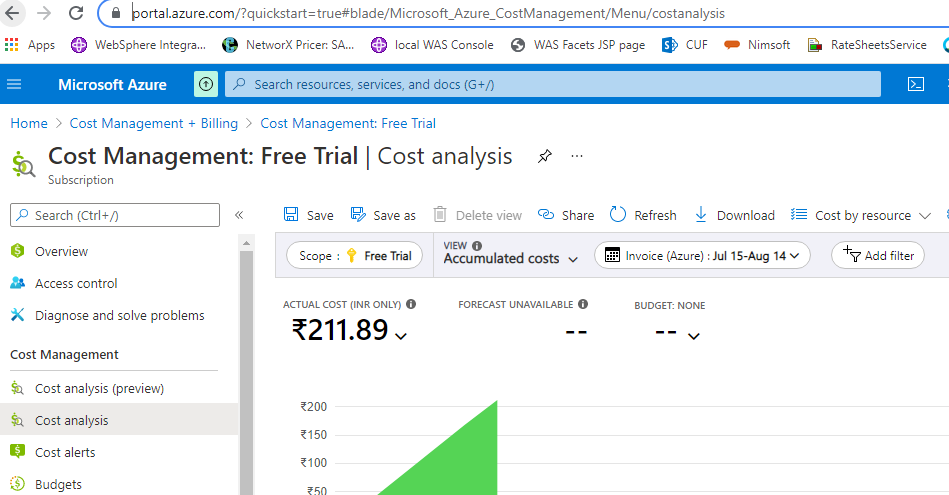 portal.azure.com/?quickstart=true#blade/Microsoft_Azure_CostManagement/Menu/costanalysis
Apps WebSphere Integra... NetworX Pricer: SA... local WAS Console WAS Facets JSP page CUF Nimsoft RateSheetsService
Microsoft Azure Search resources, services, and docs (G+/)
Home > Cost Management + Billing > Cost Management: Free Trial
Cost Management: Free Trial | Cost analysis ...
Subscription
Search (Ctrl+/) «
Save Save as Delete view Share Refresh Download Cost by resource
Overview
Access control
Diagnose and solve problems
Cost Management
Cost analysis (preview)
Cost analysis
Cost alerts
Budgets
Scope : Free Trial
VIEW
Accumulated costs
Invoice (Azure) : Jul 15-Aug 14
Add filter
ACTUAL COST (INR ONLY)
₹211.89
FORECAST UNAVAILABLE
--
BUDGET: NONE
--
₹200
₹150
₹100
₹50